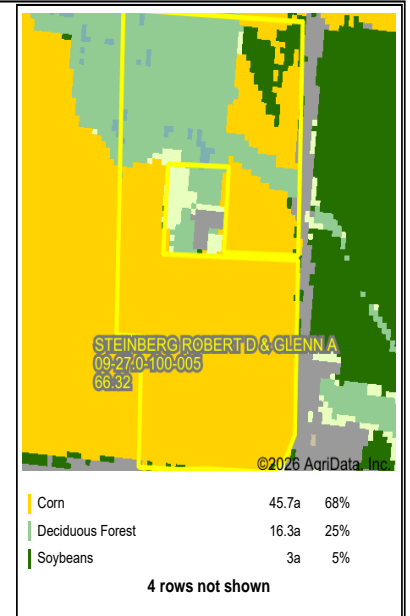 STEINBERG ROBERT D & GLENN A
09-27.0-100-005
66.32
©2026 AgriData, Inc.
Corn 45.7a 68%
Deciduous Forest 16.3a 25%
Soybeans 3a 5%
4 rows not shown